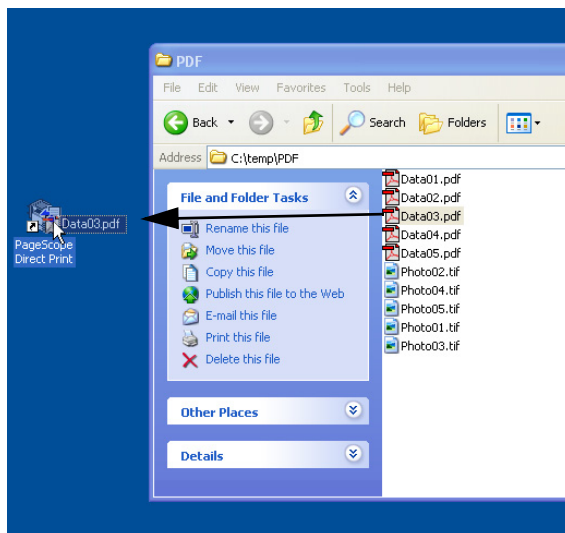 PDF
File Edit View Favorites Tools Help
Back Search Folders
Address C:\temp\PDF
File and Folder Tasks
Rename this file
Move this file
Copy this file
Publish this file to the Web
E-mail this file
Print this file
Delete this file
Other Places
Details
Data01.pdf
Data02.pdf
Data03.pdf
Data04.pdf
Data05.pdf
Photo02.tif
Photo04.tif
Photo05.tif
Photo01.tif
Photo03.tif
Data03.pdf
PageScope
Direct Print